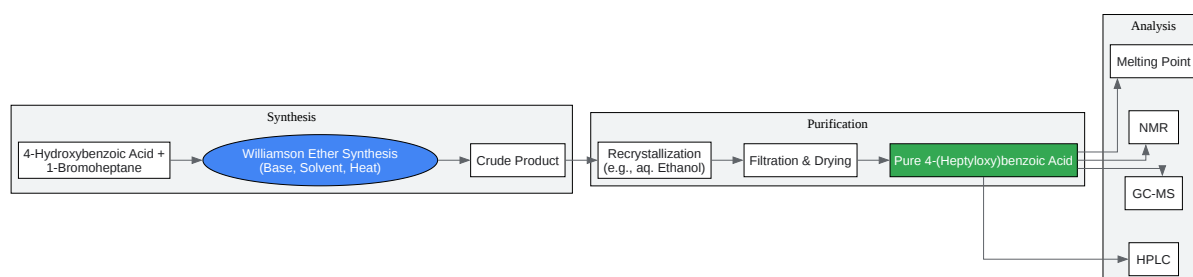 Synthesis
4-Hydroxybenzoic Acid +
1-Bromoheptane
Williamson Ether Synthesis
(Base, Solvent, Heat)
Crude Product
Purification
Recrystallization
(e.g., aq. Ethanol)
Filtration & Drying
Pure 4-(Heptyloxy)benzoic Acid
Analysis
Melting Point
NMR
GC-MS
HPLC